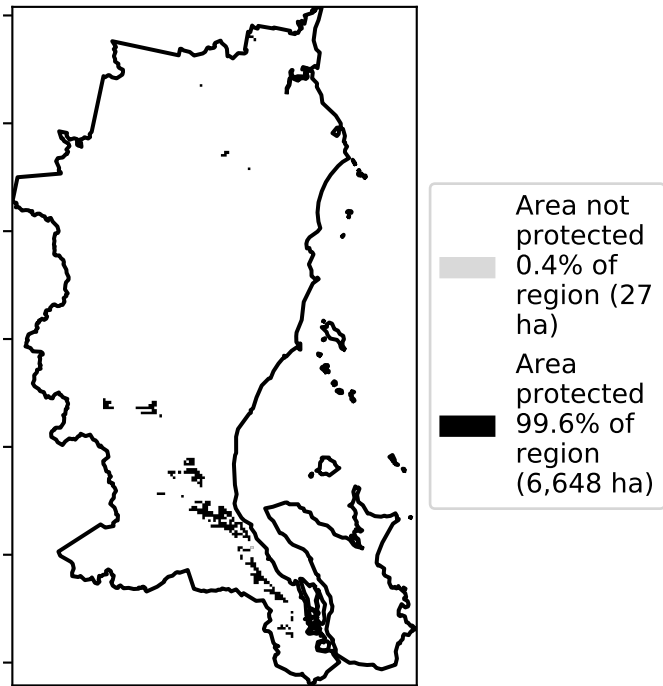 Area not
protected
0.4% of
region (27
ha)
Area
protected
99.6% of
region
(6,648 ha)